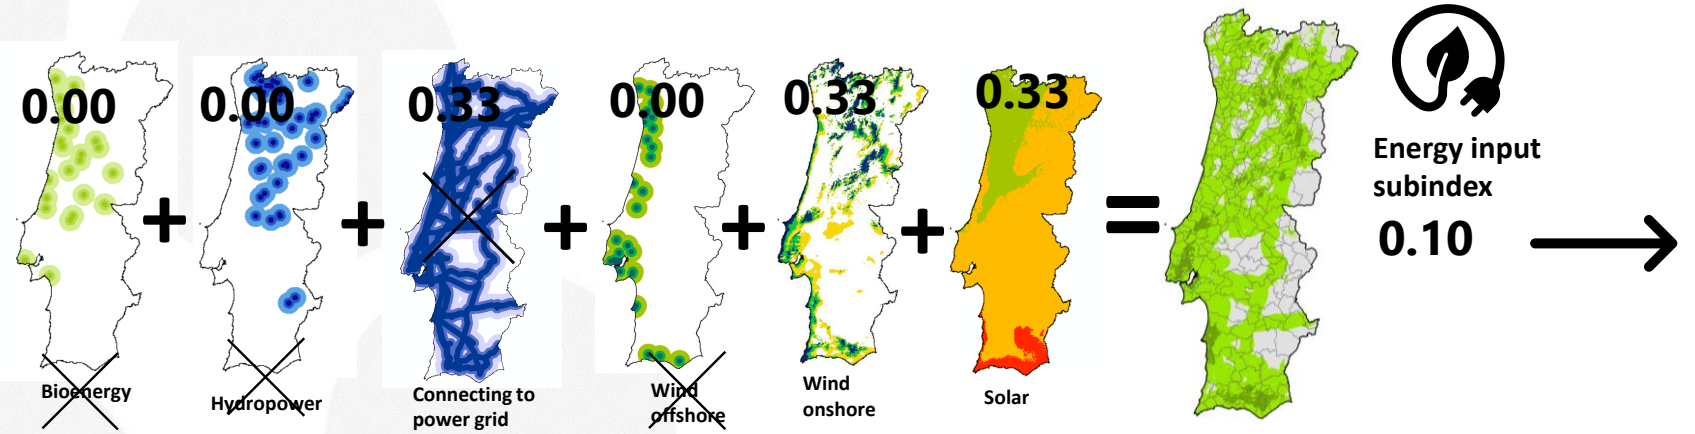 0.00
0.00
0.33
0.00
0.33
0.33
+
+
+
+
+
=
Bioenergy
Hydropower
Connecting to
power grid
Wind
offshore
Wind
onshore
Solar
Energy input
subindex
0.10